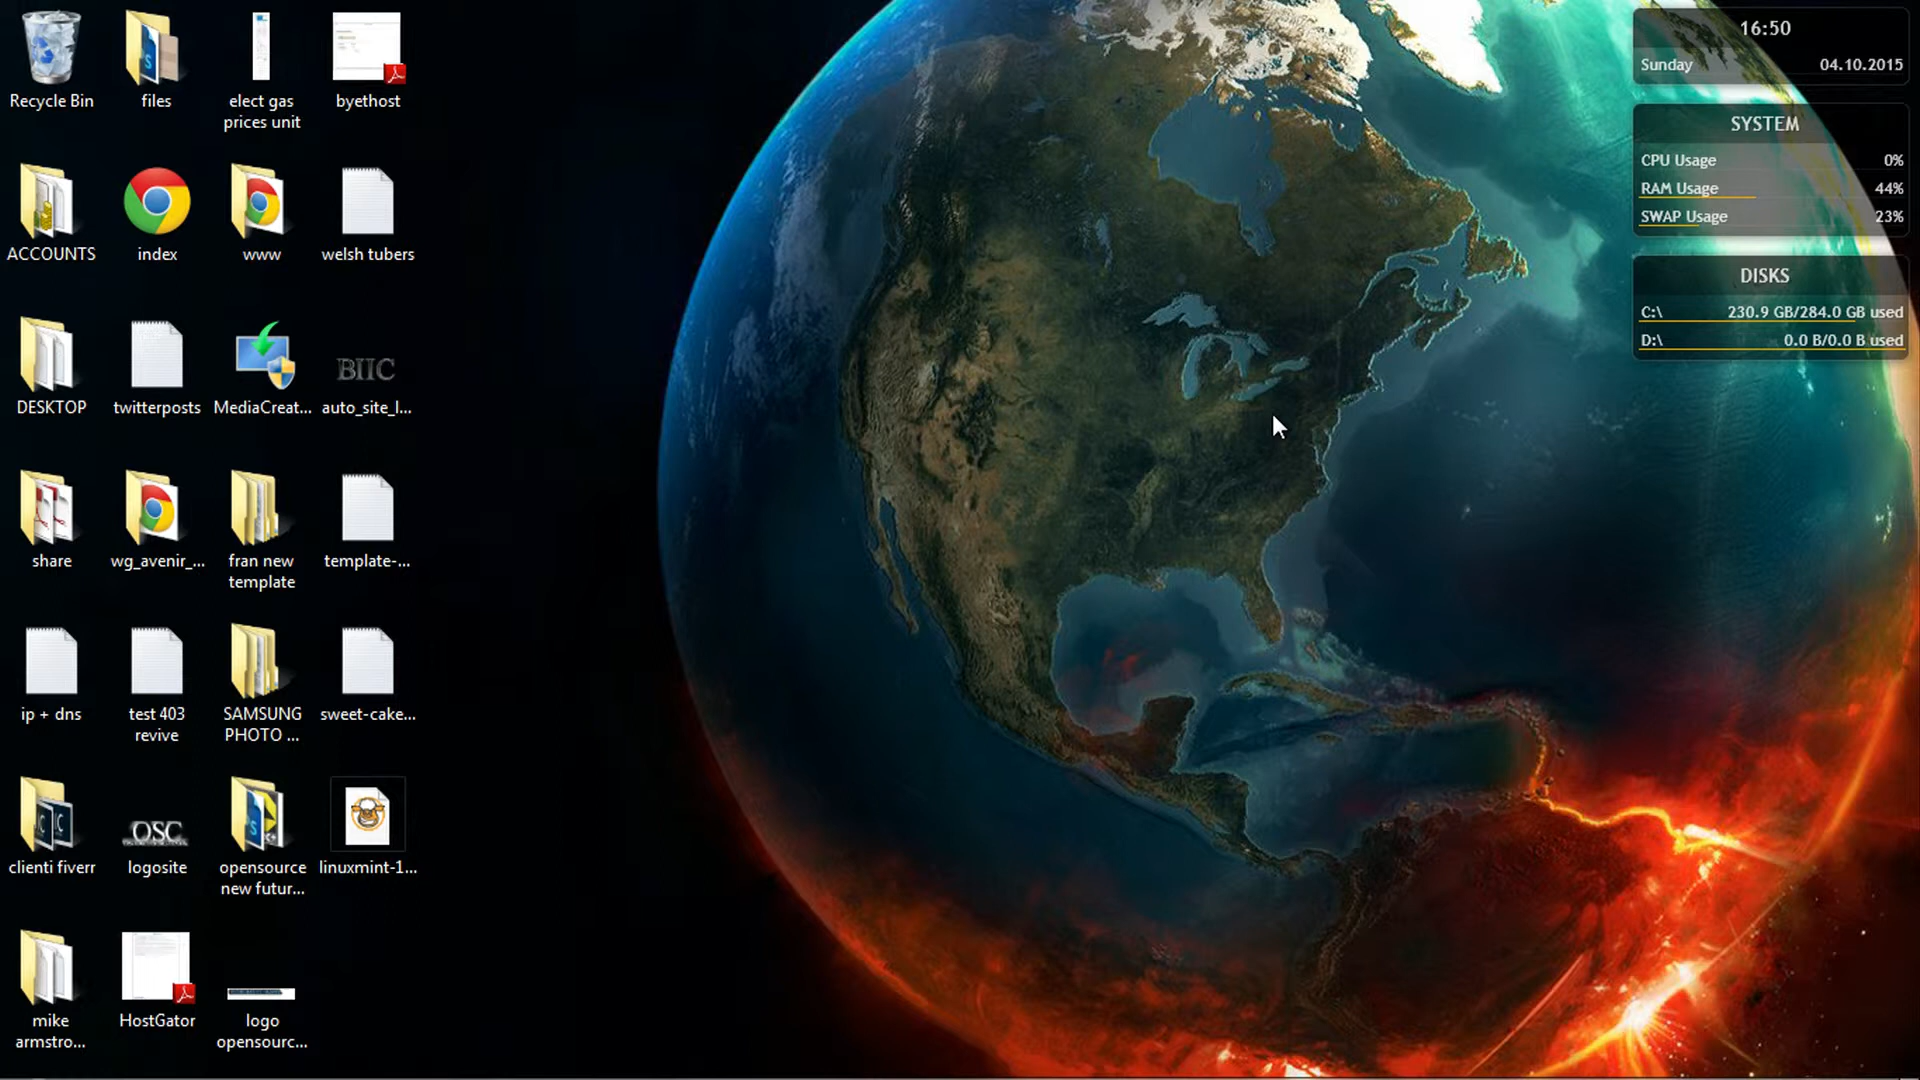 Recycle Bin
files
elect gas
prices unit
byethost
ACCOUNTS
index
www
welsh tubers
DESKTOP
twitterposts
MediaCreat...
BIIC
auto_site_l...
share
wg_avenir_...
fran new
template
template-...
ip + dns
test 403
revive
SAMSUNG
PHOTO ...
sweet-cake...
clienti fiverr
OSC
logosite
opensource
new futur...
linuxmint-1...
mike
armstro...
HostGator
logo
opensourc...
16:50
Sunday 04.10.2015
SYSTEM
CPU Usage 0%
RAM Usage 44%
SWAP Usage 23%
DISKS
C:\ 230.9 GB/284.0 GB used
D:\ 0.0 B/0.0 B used